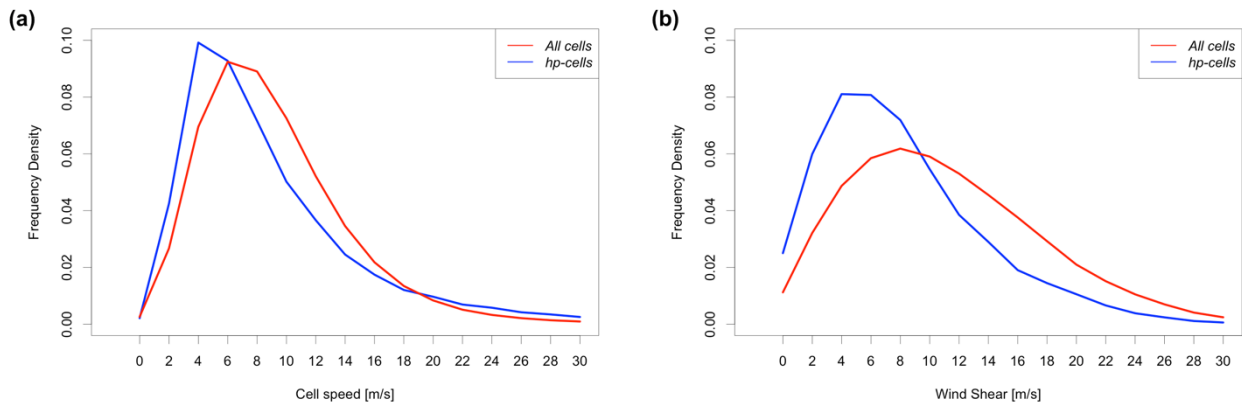 (a)
(b)
All cells
hp-cells
0.10
0.08
0.06
0.04
0.02
0.00
Frequency Density
0 2 4 6 8 10 12 14 16 18 20 22 24 26 28 30
Cell speed [m/s]
All cells
hp-cells
0.10
0.08
0.06
0.04
0.02
0.00
Frequency Density
0 2 4 6 8 10 12 14 16 18 20 22 24 26 28 30
Wind Shear [m/s]